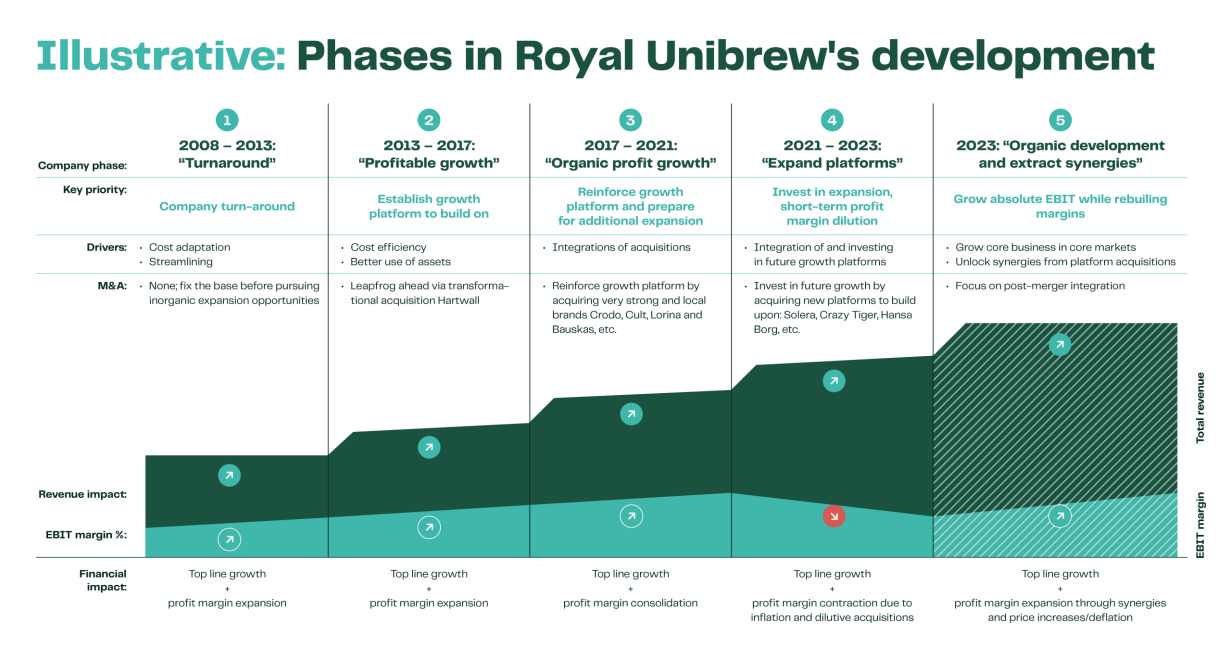 Illustrative: Phases in Royal Unibrew's development
1
2
3
4
5
Company phase:
2008 – 2013:
“Turnaround”
2013 – 2017:
“Profitable growth”
2017 – 2021:
“Organic profit growth”
2021 – 2023:
“Expand platforms”
2023: “Organic development
and extract synergies”
Key priority:
Company turn-around
Establish growth
platform to build on
Reinforce growth
platform and prepare
for additional expansion
Invest in expansion,
short-term profit
margin dilution
Grow absolute EBIT while rebuiling
margins
Drivers:
• Cost adaptation
• Streamlining
• Cost efficiency
• Better use of assets
• Integrations of acquisitions
• Integration of and investing
in future growth platforms
• Grow core business in core markets
• Unlock synergies from platform acquisitions
M&A:
• None; fix the base before pursuing
inorganic expansion opportunities
• Leapfrog ahead via transforma-
tional acquisition Hartwall
• Reinforce growth platform by
acquiring very strong and local
brands Crodo, Cult, Lorina and
Bauskas, etc.
• Invest in future growth by
acquiring new platforms to build
upon: Solera, Crazy Tiger, Hansa
Borg, etc.
• Focus on post-merger integration
Total revenue
Revenue impact:
EBIT margin %:
EBIT margin
Financial
impact:
Top line growth
+
profit margin expansion
Top line growth
+
profit margin expansion
Top line growth
+
profit margin consolidation
Top line growth
+
profit margin contraction due to
inflation and dilutive acquisitions
Top line growth
+
profit margin expansion through synergies
and price increases/deflation